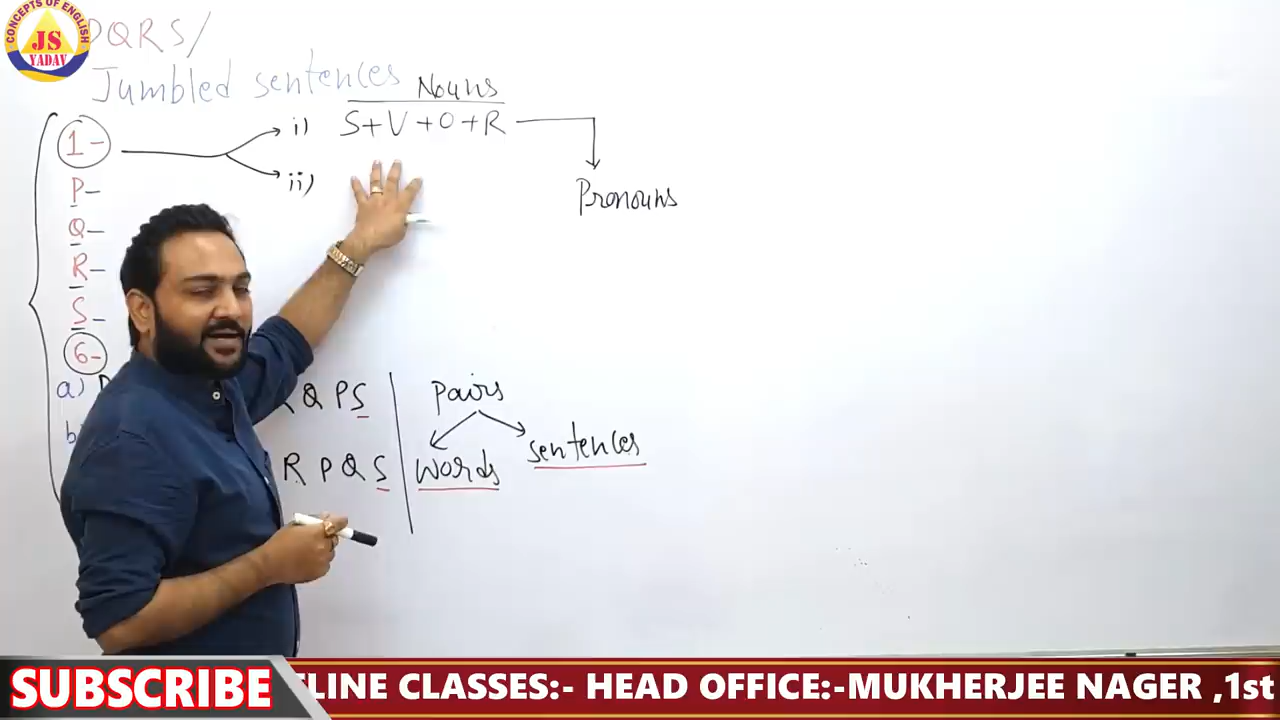 CONCEPTS OF ENGLISH
JS
YADAV
PQRS/
Jumbled sentences
Nouns
1- i) S+V+O+R
ii)
Pronouns
P-
Q-
R-
S-
6-
a) Q P S
b) R P Q S
Pairs
Words sentences
SUBSCRIBE
LINE CLASSES:- HEAD OFFICE:-MUKHERJEE NAGER ,1st